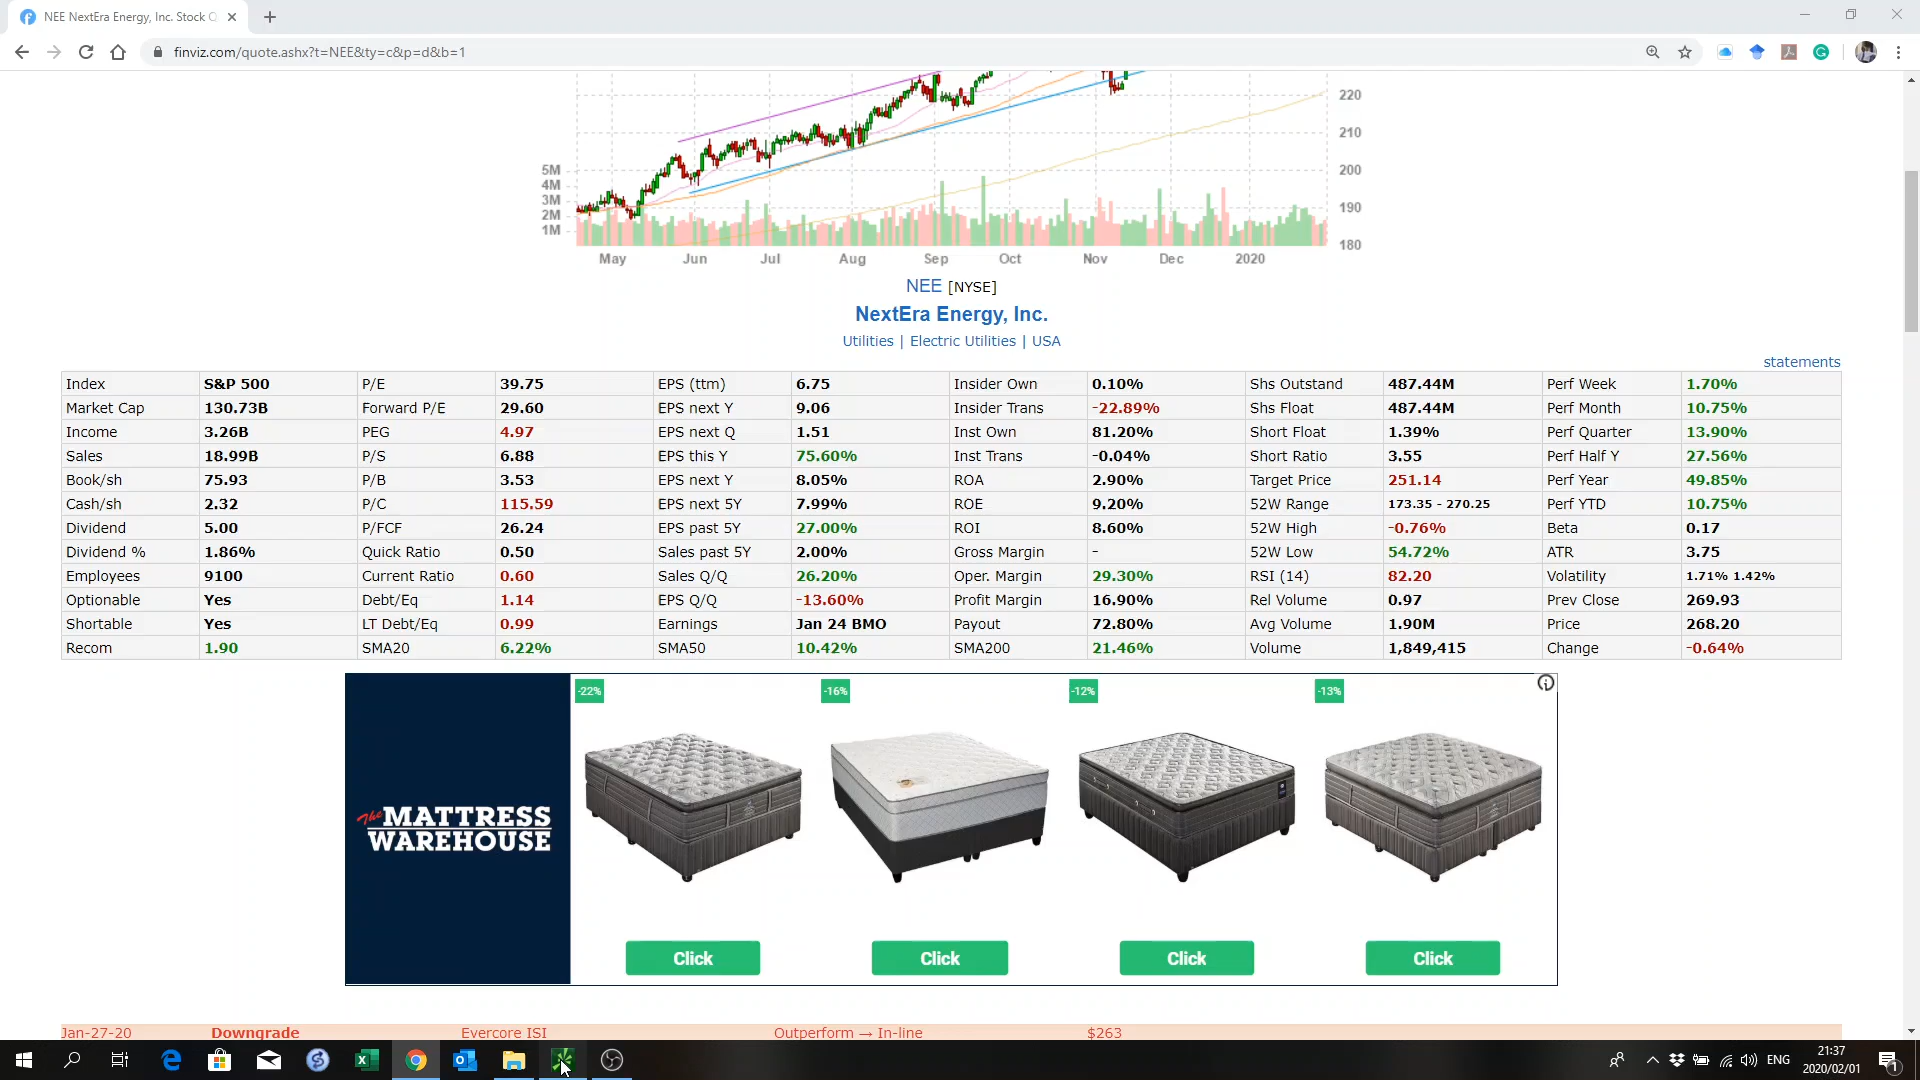 NEE NextEra Energy, Inc. Stock Q
finviz.com/quote.ashx?t=NEE&ty=c&p=d&b=1
220
210
5M 200
4M
3M 190
2M
1M 180
May Jun Jul Aug Sep Oct Nov Dec 2020
NEE [NYSE]
NextEra Energy, Inc.
Utilities | Electric Utilities | USA
statements
Index S&P 500 P/E 39.75 EPS (ttm) 6.75 Insider Own 0.10% Shs Outstand 487.44M Perf Week 1.70%
Market Cap 130.73B Forward P/E 29.60 EPS next Y 9.06 Insider Trans -22.89% Shs Float 487.44M Perf Month 10.75%
Income 3.26B PEG 4.97 EPS next Q 1.51 Inst Own 81.20% Short Float 1.39% Perf Quarter 13.90%
Sales 18.99B P/S 6.88 EPS this Y 75.60% Inst Trans -0.04% Short Ratio 3.55 Perf Half Y 27.56%
Book/sh 75.93 P/B 3.53 EPS next Y 8.05% ROA 2.90% Target Price 251.14 Perf Year 49.85%
Cash/sh 2.32 P/C 115.59 EPS next 5Y 7.99% ROE 9.20% 52W Range 173.35 - 270.25 Perf YTD 10.75%
Dividend 5.00 P/FCF 26.24 EPS past 5Y 27.00% ROI 8.60% 52W High -0.76% Beta 0.17
Dividend % 1.86% Quick Ratio 0.50 Sales past 5Y 2.00% Gross Margin - 52W Low 54.72% ATR 3.75
Employees 9100 Current Ratio 0.60 Sales Q/Q 26.20% Oper. Margin 29.30% RSI (14) 82.20 Volatility 1.71% 1.42%
Optionable Yes Debt/Eq 1.14 EPS Q/Q -13.60% Profit Margin 16.90% Rel Volume 0.97 Prev Close 269.93
Shortable Yes LT Debt/Eq 0.99 Earnings Jan 24 BMO Payout 72.80% Avg Volume 1.90M Price 268.20
Recom 1.90 SMA20 6.22% SMA50 10.42% SMA200 21.46% Volume 1,849,415 Change -0.64%
-22% -16% -12% -13%
The MATTRESS
WAREHOUSE
Click Click Click Click
Jan-27-20 Downgrade Evercore ISI Outperform → In-line $263
ENG
21:37
2020/02/01
1